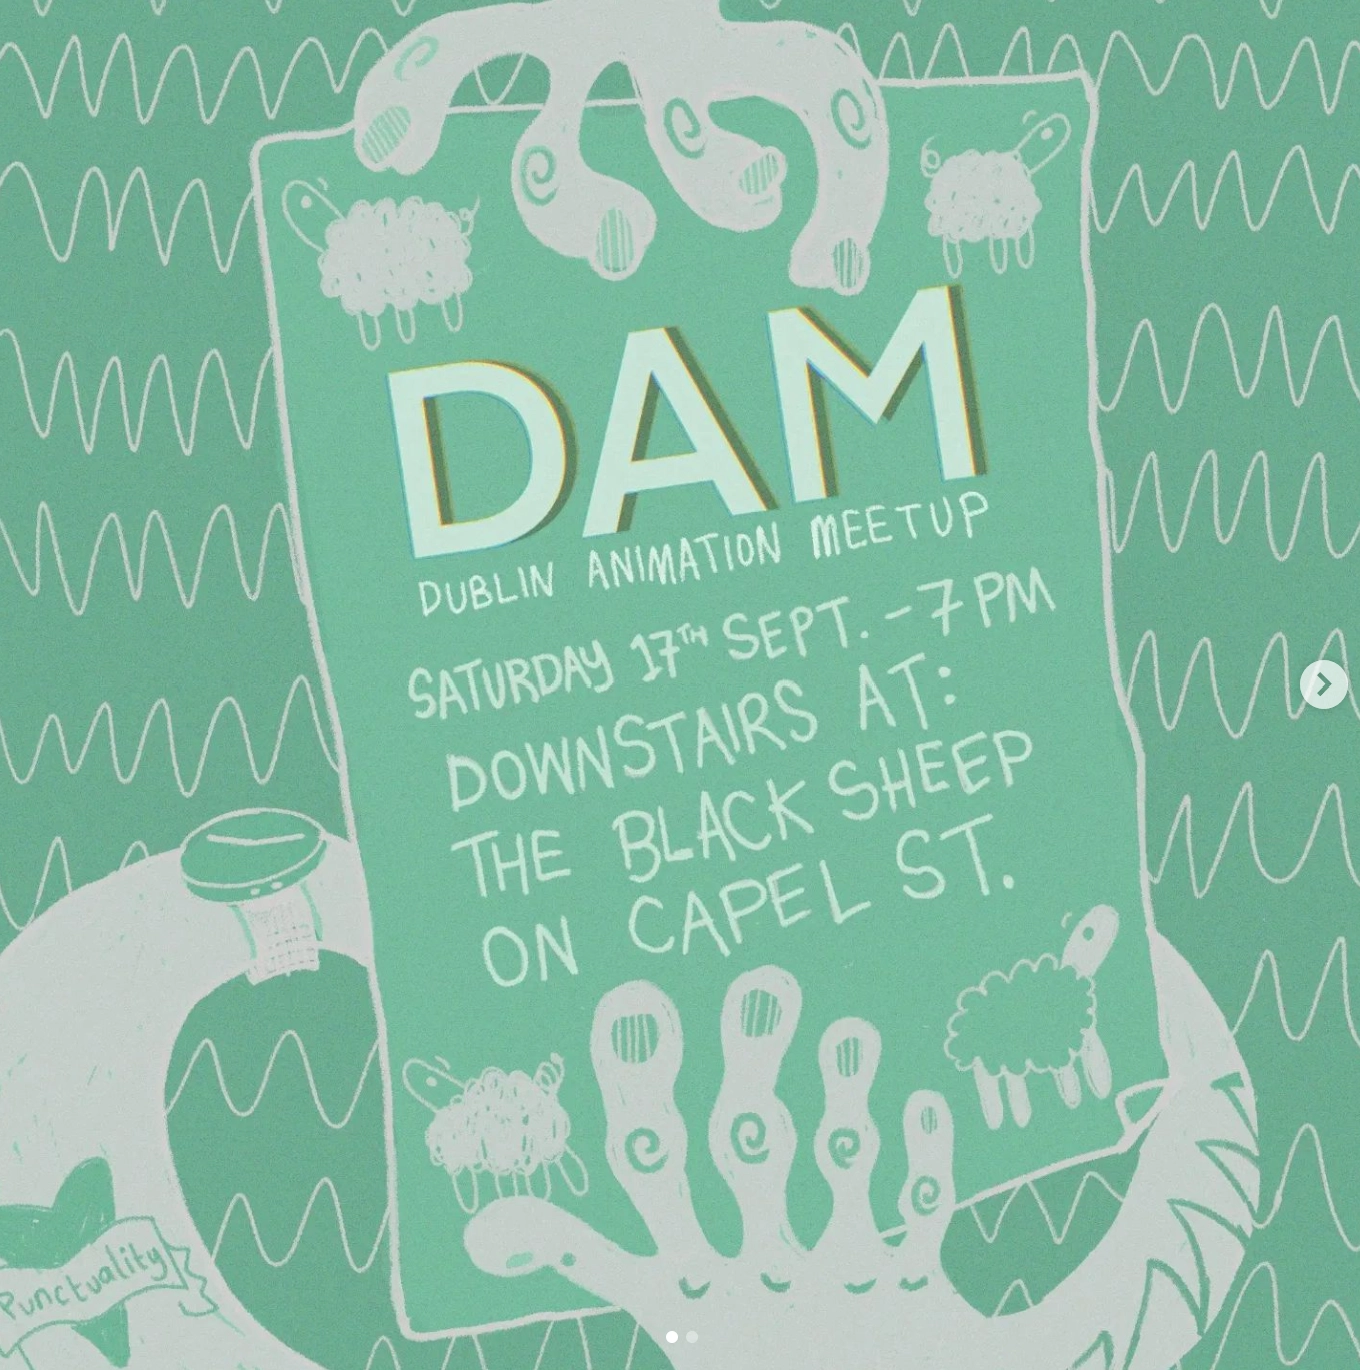 DAM
DUBLIN ANIMATION MEETUP
SATURDAY 17TH SEPT. - 7 PM
DOWNSTAIRS AT:
THE BLACK SHEEP
ON CAPEL ST.
Punctuality